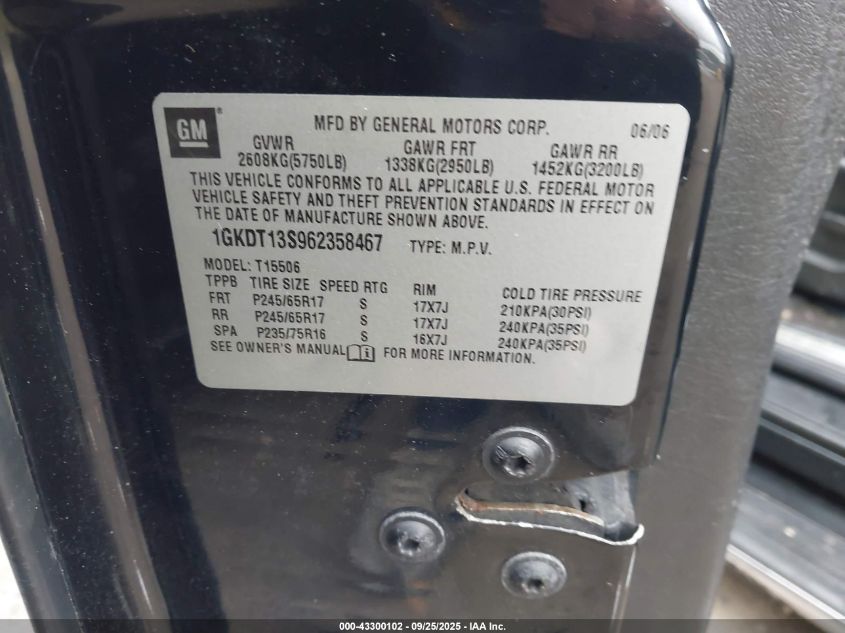 GM
MFD BY GENERAL MOTORS CORP. 06/06
GVWR GAWR FRT GAWR RR
2608KG(5750LB) 1338KG(2950LB) 1452KG(3200LB)
THIS VEHICLE CONFORMS TO ALL APPLICABLE U.S. FEDERAL MOTOR
VEHICLE SAFETY AND THEFT PREVENTION STANDARDS IN EFFECT ON
THE DATE OF MANUFACTURE SHOWN ABOVE.
1GKDT13S962358467 TYPE: M.P.V.
MODEL: T15506
TPPB TIRE SIZE SPEED RTG RIM COLD TIRE PRESSURE
FRT P245/65R17 S 17X7J 210KPA(30PSI)
RR P245/65R17 S 17X7J 240KPA(35PSI)
SPA P235/75R16 S 16X7J 240KPA(35PSI)
SEE OWNER'S MANUAL FOR MORE INFORMATION.
000-43300102 - 09/25/2025 - IAA Inc.